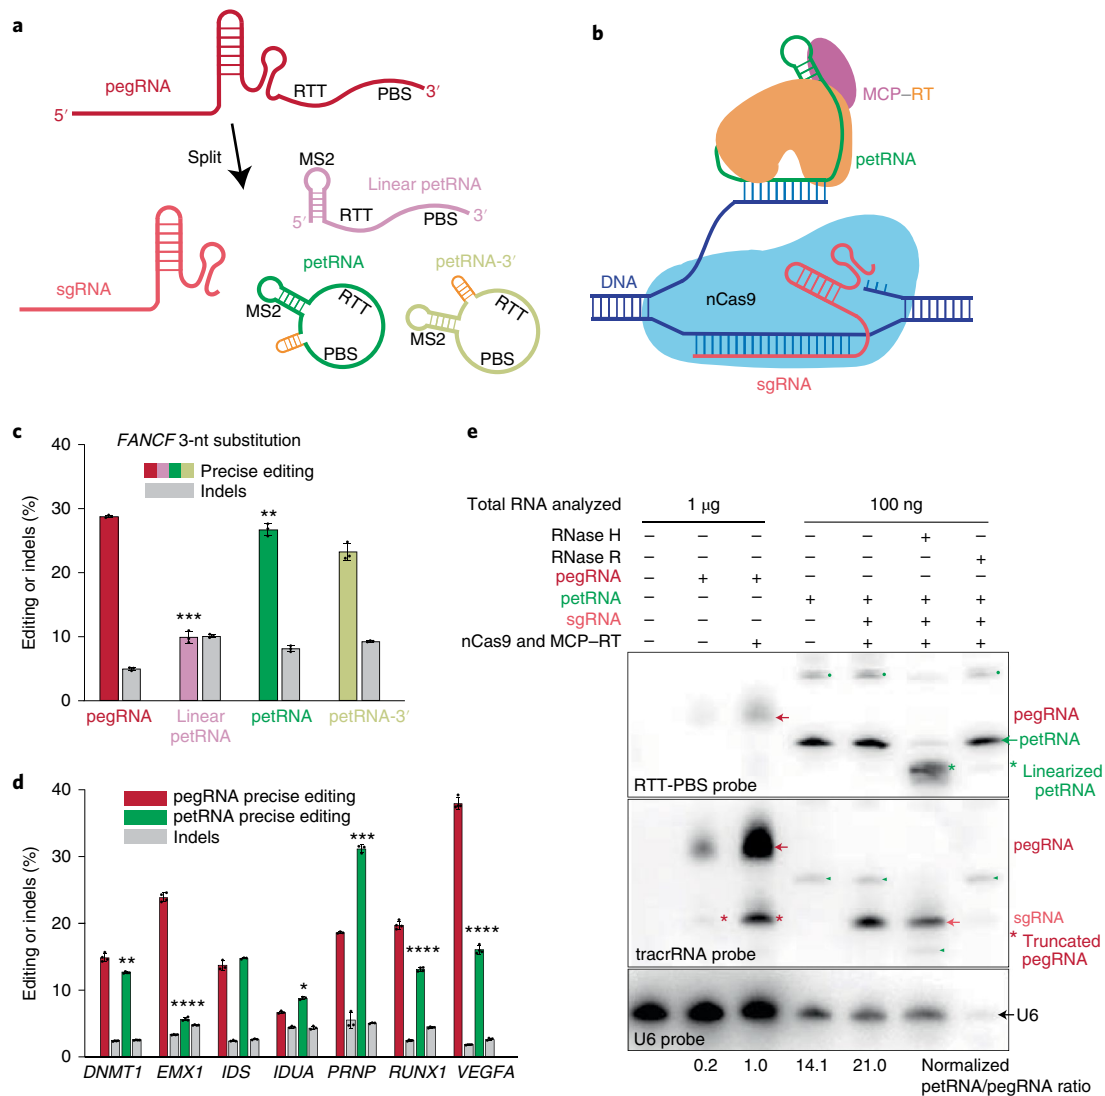 a
pegRNA
5′
RTT
PBS
3′
Split
MS2
Linear petRNA
5′
RTT
PBS
3′
sgRNA
petRNA
MS2
RTT
PBS
petRNA-3′
MS2
RTT
PBS
b
MCP–RT
petRNA
DNA
nCas9
sgRNA
c
FANCF 3-nt substitution
Precise editing
Indels
Editing or indels (%)
40
30
20
10
0
***
**
pegRNA
Linear
petRNA
petRNA
petRNA-3′
d
pegRNA precise editing
petRNA precise editing
Indels
Editing or indels (%)
40
30
20
10
0
**
****
*
***
****
****
DNMT1 EMX1 IDS IDUA PRNP RUNX1 VEGFA
e
Total RNA analyzed 1 μg 100 ng
RNase H – – – – – + –
RNase R – – – – – – +
pegRNA – + + – – – –
petRNA – – – + + + +
sgRNA – – – – + + +
nCas9 and MCP–RT – – + – + + +
pegRNA
petRNA
*
* Linearized
petRNA
RTT-PBS probe
pegRNA
* *
sgRNA
* Truncated
pegRNA
tracrRNA probe
U6
U6 probe
0.2 1.0 14.1 21.0 Normalized
petRNA/pegRNA ratio